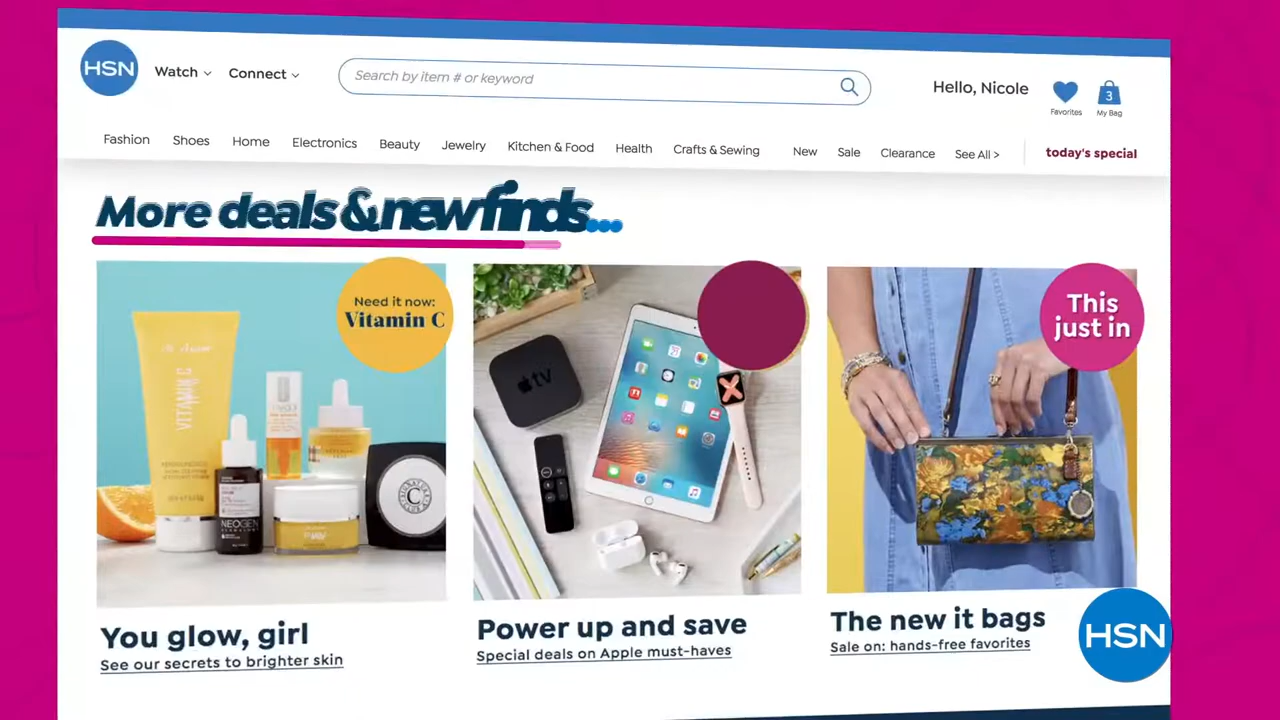 HSN
Watch
Connect
Search by item # or keyword
Hello, Nicole
Favorites
3
My Bag
Fashion
Shoes
Home
Electronics
Beauty
Jewelry
Kitchen & Food
Health
Crafts & Sewing
New
Sale
Clearance
See All >
today's special
More deals & new finds...
Need it now:
Vitamin C
VITAMIN C
NEOGEN
C
tv
This
just in
You glow, girl
See our secrets to brighter skin
Power up and save
Special deals on Apple must-haves
The new it bags
Sale on: hands-free favorites
HSN